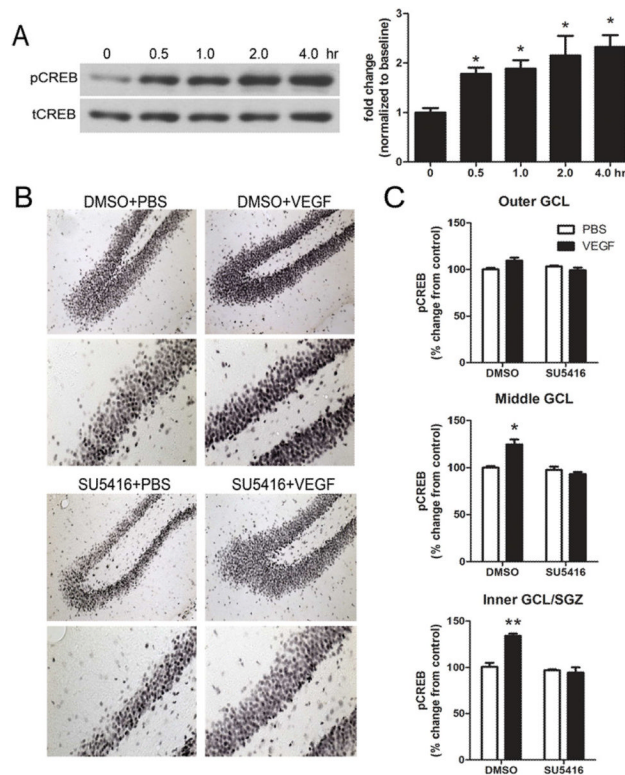 A
0 0.5 1.0 2.0 4.0 hr
pCREB
tCREB
fold change
(normalized to baseline)
4
3
2
1
0
* * * *
0 0.5 1.0 2.0 4.0 hr
B
DMSO+PBS DMSO+VEGF
SU5416+PBS SU5416+VEGF
C
Outer GCL
pCREB
(% change from control)
150
100
50
0
PBS
VEGF
DMSO SU5416
Middle GCL
pCREB
(% change from control)
150
100
50
0
*
DMSO SU5416
Inner GCL/SGZ
pCREB
(% change from control)
150
100
50
0
**
DMSO SU5416